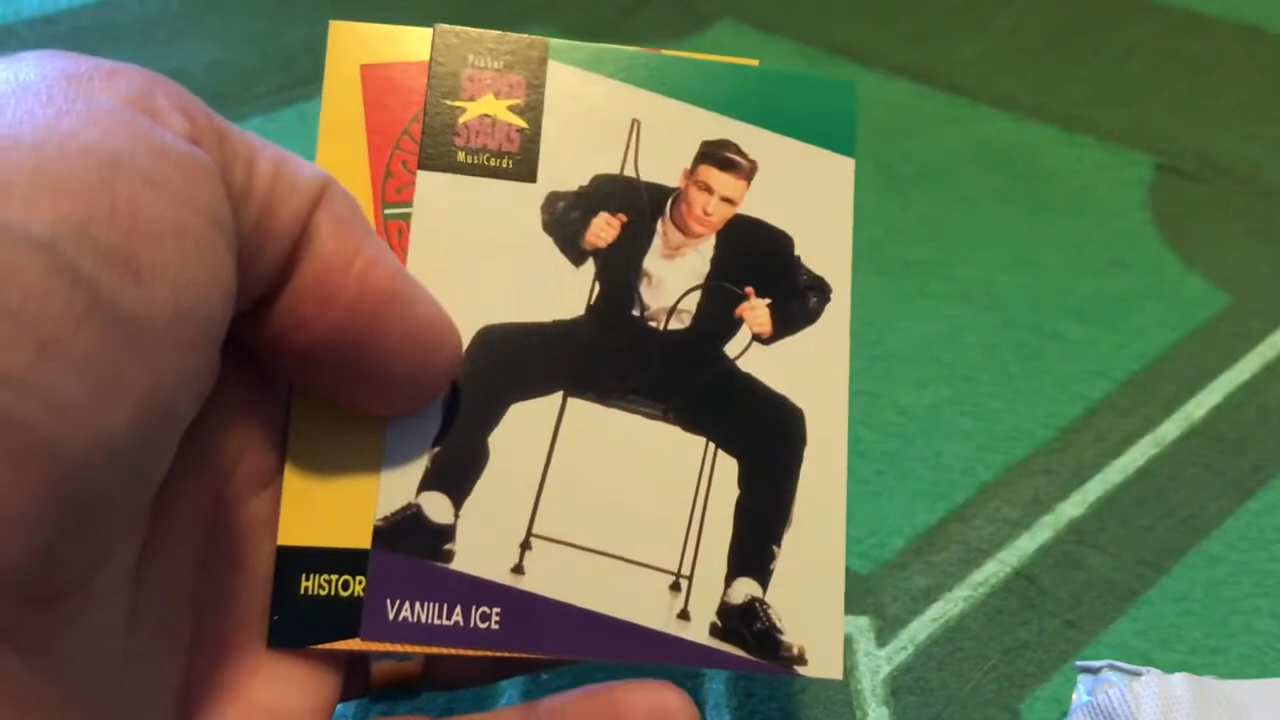 ProSet
SUPER
STARS
MusiCards
HISTOR
VANILLA ICE